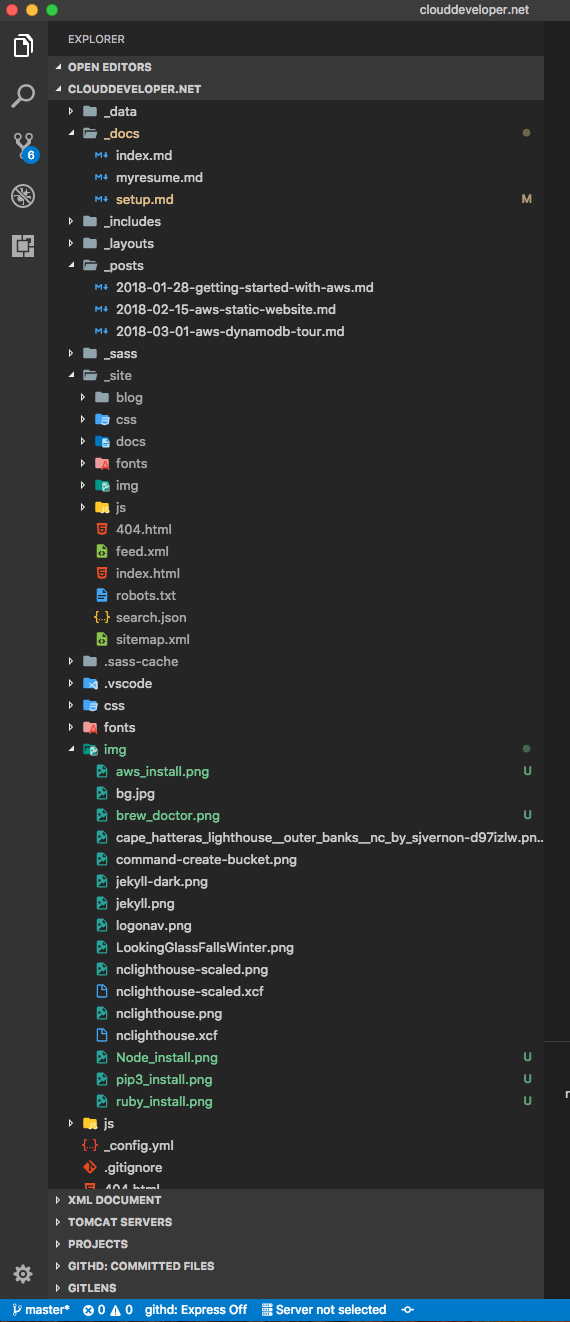 clouddeveloper.net
EXPLORER
OPEN EDITORS
CLOUDDEVELOPER.NET
_data
_docs
index.md
myresume.md
setup.md M
_includes
_layouts
_posts
2018-01-28-getting-started-with-aws.md
2018-02-15-aws-static-website.md
2018-03-01-aws-dynamodb-tour.md
_sass
_site
blog
css
docs
fonts
img
js
404.html
feed.xml
index.html
robots.txt
search.json
sitemap.xml
.sass-cache
.vscode
css
fonts
img
aws_install.png U
bg.jpg
brew_doctor.png U
cape_hatteras_lighthouse__outer_banks__nc_by_sjvernon-d97izlw.pn...
command-create-bucket.png
jekyll-dark.png
jekyll.png
logonav.png
LookingGlassFallsWinter.png
nclighthouse-scaled.png
nclighthouse-scaled.xcf
nclighthouse.png
nclighthouse.xcf
Node_install.png U
pip3_install.png U
ruby_install.png U
js
_config.yml
.gitignore
404.html
XML DOCUMENT
TOMCAT SERVERS
PROJECTS
GITHD: COMMITTED FILES
GITLENS
6
master* 0 0 githd: Express Off Server not selected